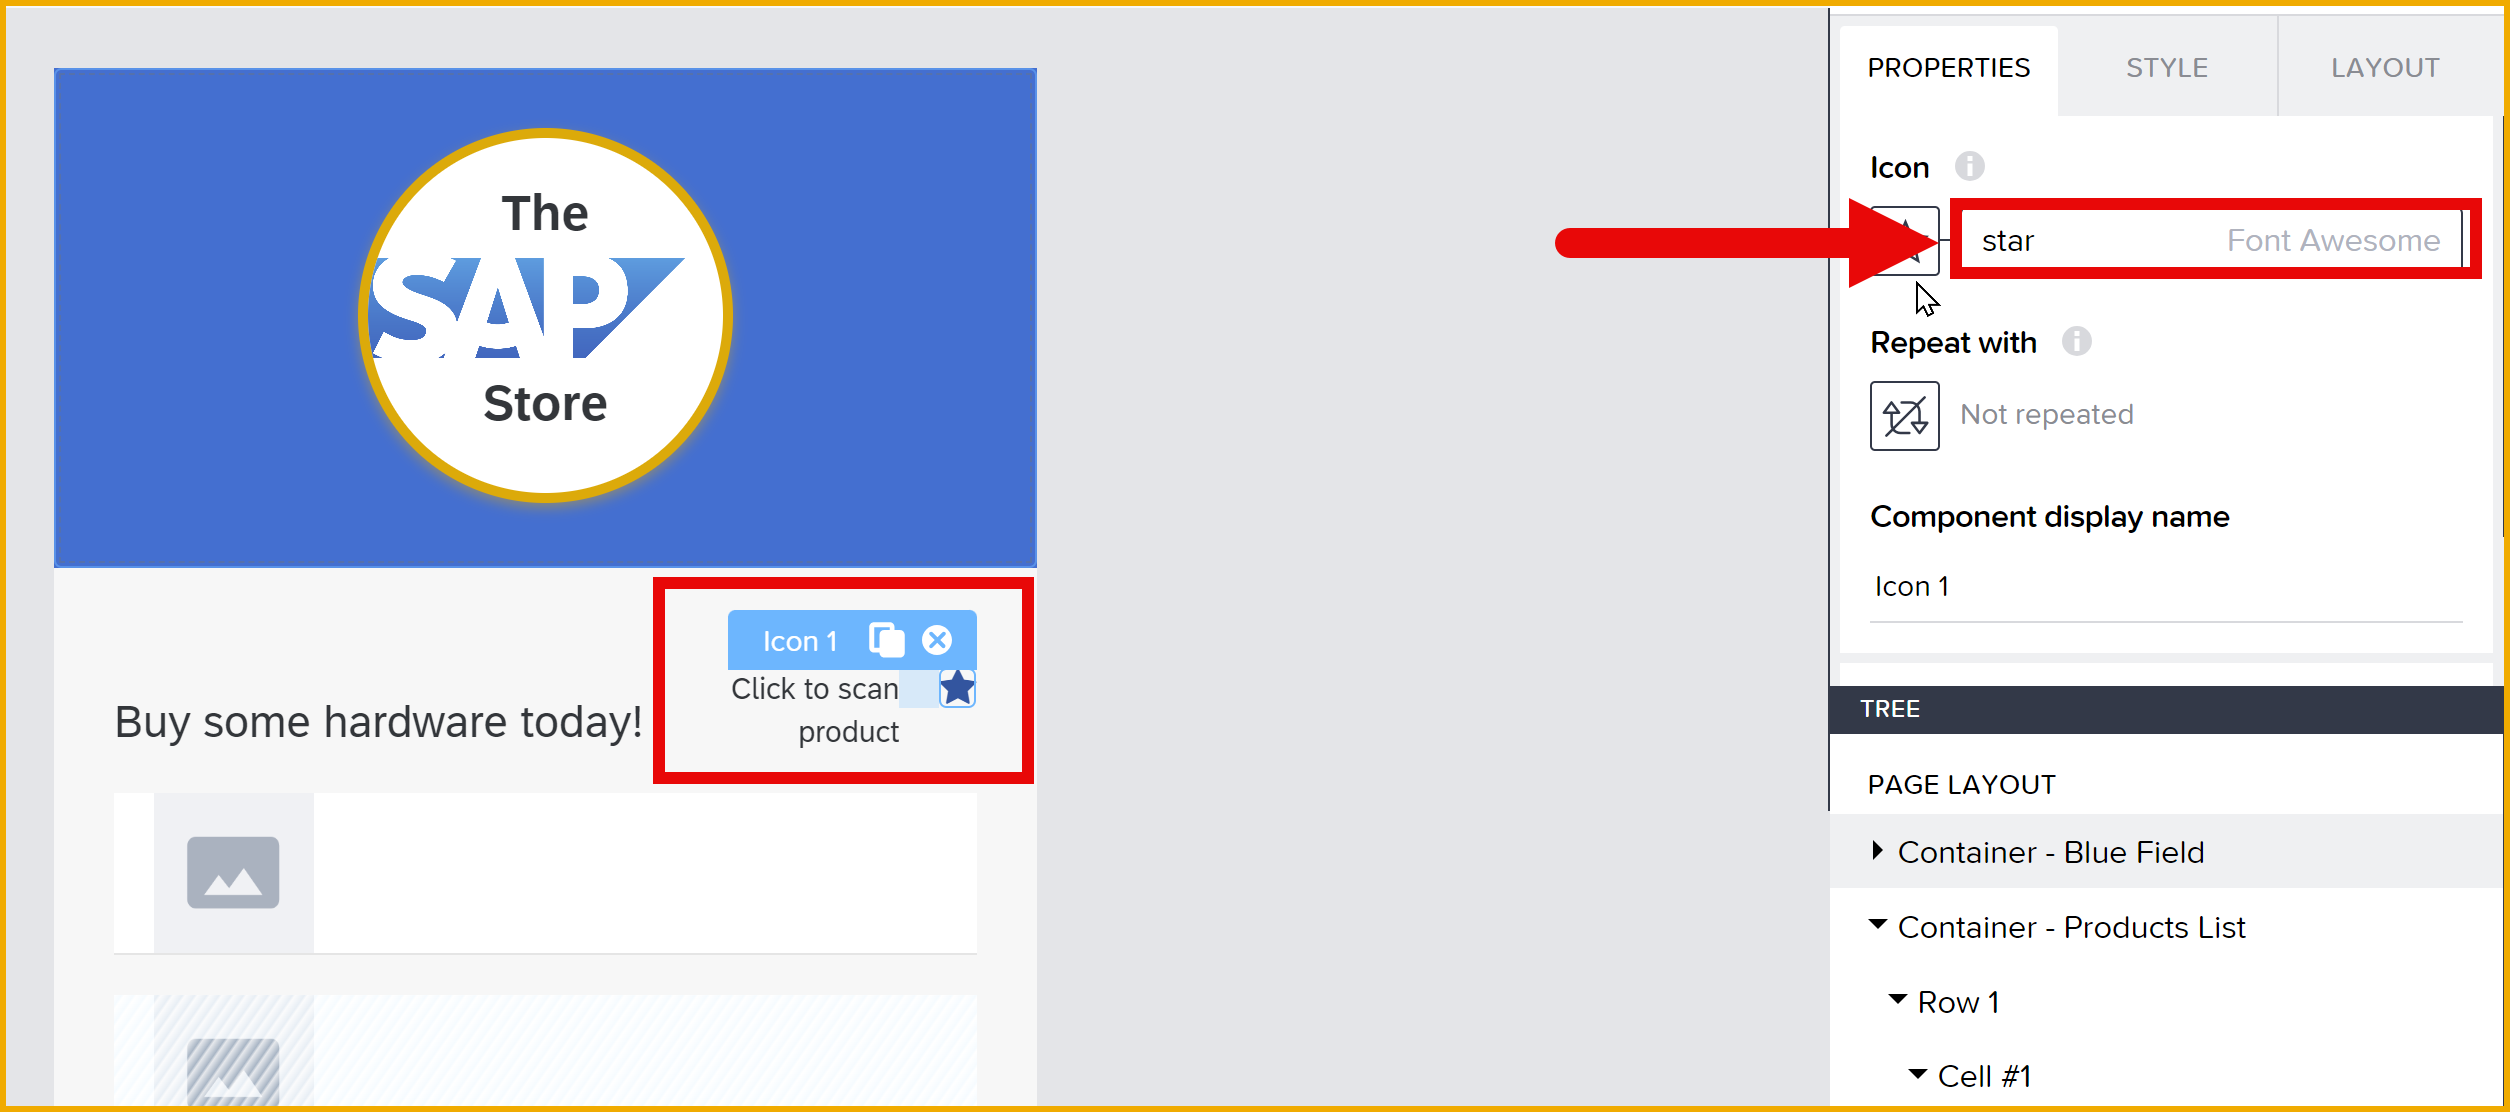 The
SAP
Store
Icon 1
Click to scan
product
Buy some hardware today!
PROPERTIES
STYLE
LAYOUT
Icon
star
Font Awesome
Repeat with
Not repeated
Component display name
Icon 1
TREE
PAGE LAYOUT
Container - Blue Field
Container - Products List
Row 1
Cell #1